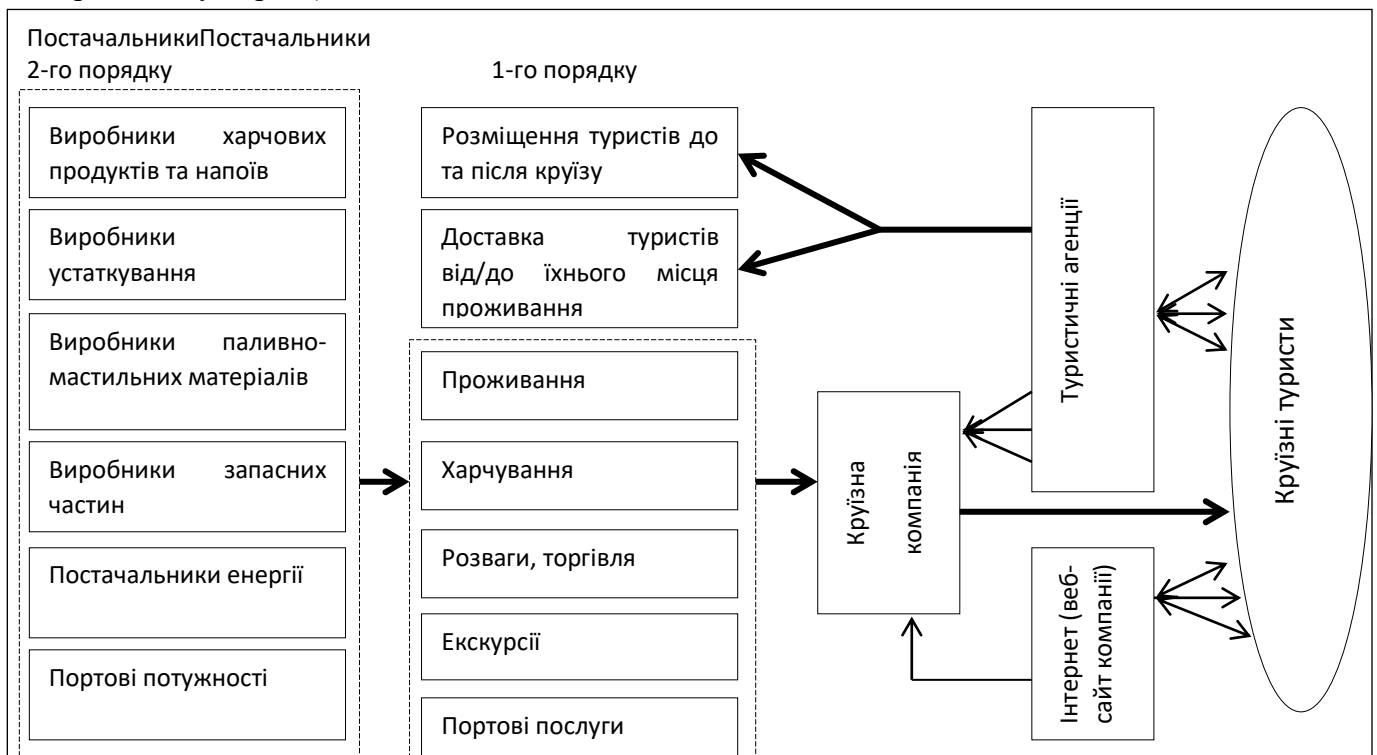 ПостачальникиПостачальники
2-го порядку
1-го порядку
Виробники харчових
продуктів та напоїв
Виробники
устаткування
Виробники паливно-
мастильних матеріалів
Виробники запасних
частин
Постачальники енергії
Портові потужності
Розміщення туристів до
та після круїзу
Доставка туристів
від/до їхнього місця
проживання
Проживання
Харчування
Розваги, торгівля
Екскурсії
Портові послуги
Круїзна
компанія
Туристичні агенції
Інтернет (веб-
сайт компанії)
Круїзні туристи